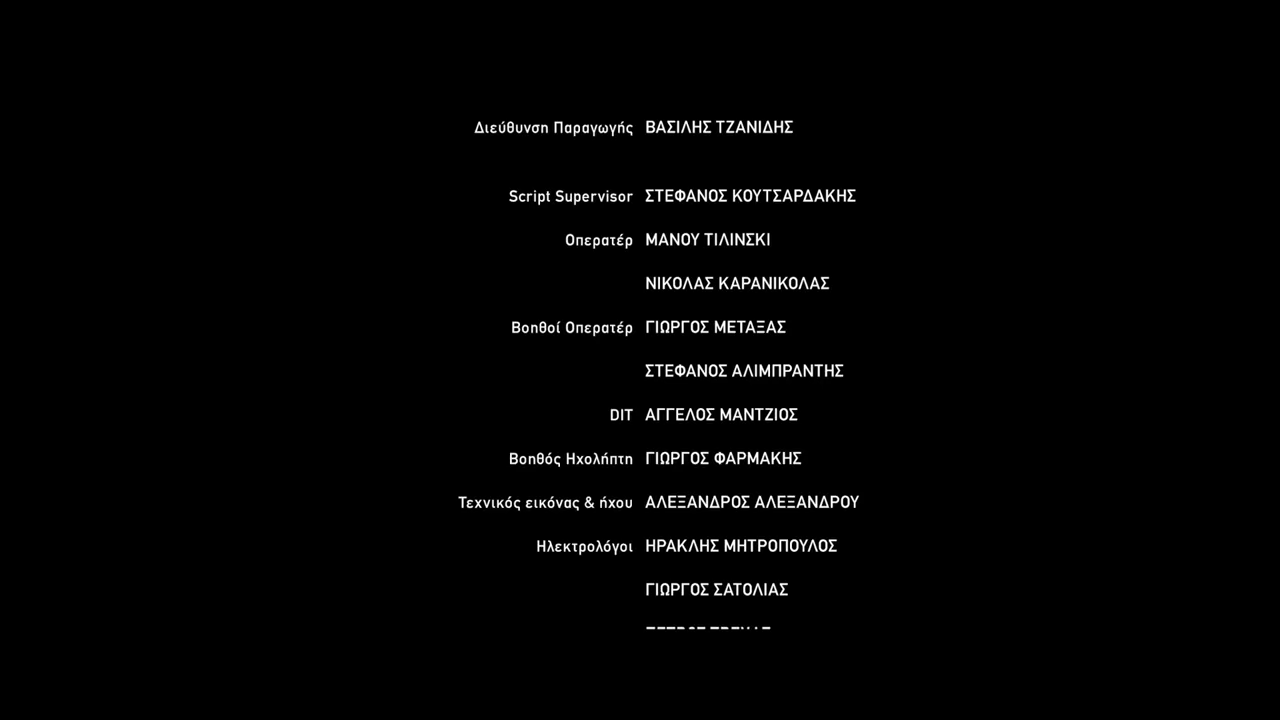 Διεύθυνση Παραγωγής ΒΑΣΙΛΗΣ ΤΖΑΝΙΔΗΣ
Script Supervisor ΣΤΕΦΑΝΟΣ ΚΟΥΤΣΑΡΔΑΚΗΣ
Οπερατέρ ΜΑΝΟΥ ΤΙΛΙΝΣΚΙ
ΝΙΚΟΛΑΣ ΚΑΡΑΝΙΚΟΛΑΣ
Βοηθοί Οπερατέρ ΓΙΩΡΓΟΣ ΜΕΤΑΞΑΣ
ΣΤΕΦΑΝΟΣ ΑΛΙΜΠΡΑΝΤΗΣ
DIT ΑΓΓΕΛΟΣ ΜΑΝΤΖΙΟΣ
Βοηθός Ηχολήπτη ΓΙΩΡΓΟΣ ΦΑΡΜΑΚΗΣ
Τεχνικός εικόνας & ήχου ΑΛΕΞΑΝΔΡΟΣ ΑΛΕΞΑΝΔΡΟΥ
Ηλεκτρολόγοι ΗΡΑΚΛΗΣ ΜΗΤΡΟΠΟΥΛΟΣ
ΓΙΩΡΓΟΣ ΣΑΤΟΛΙΑΣ